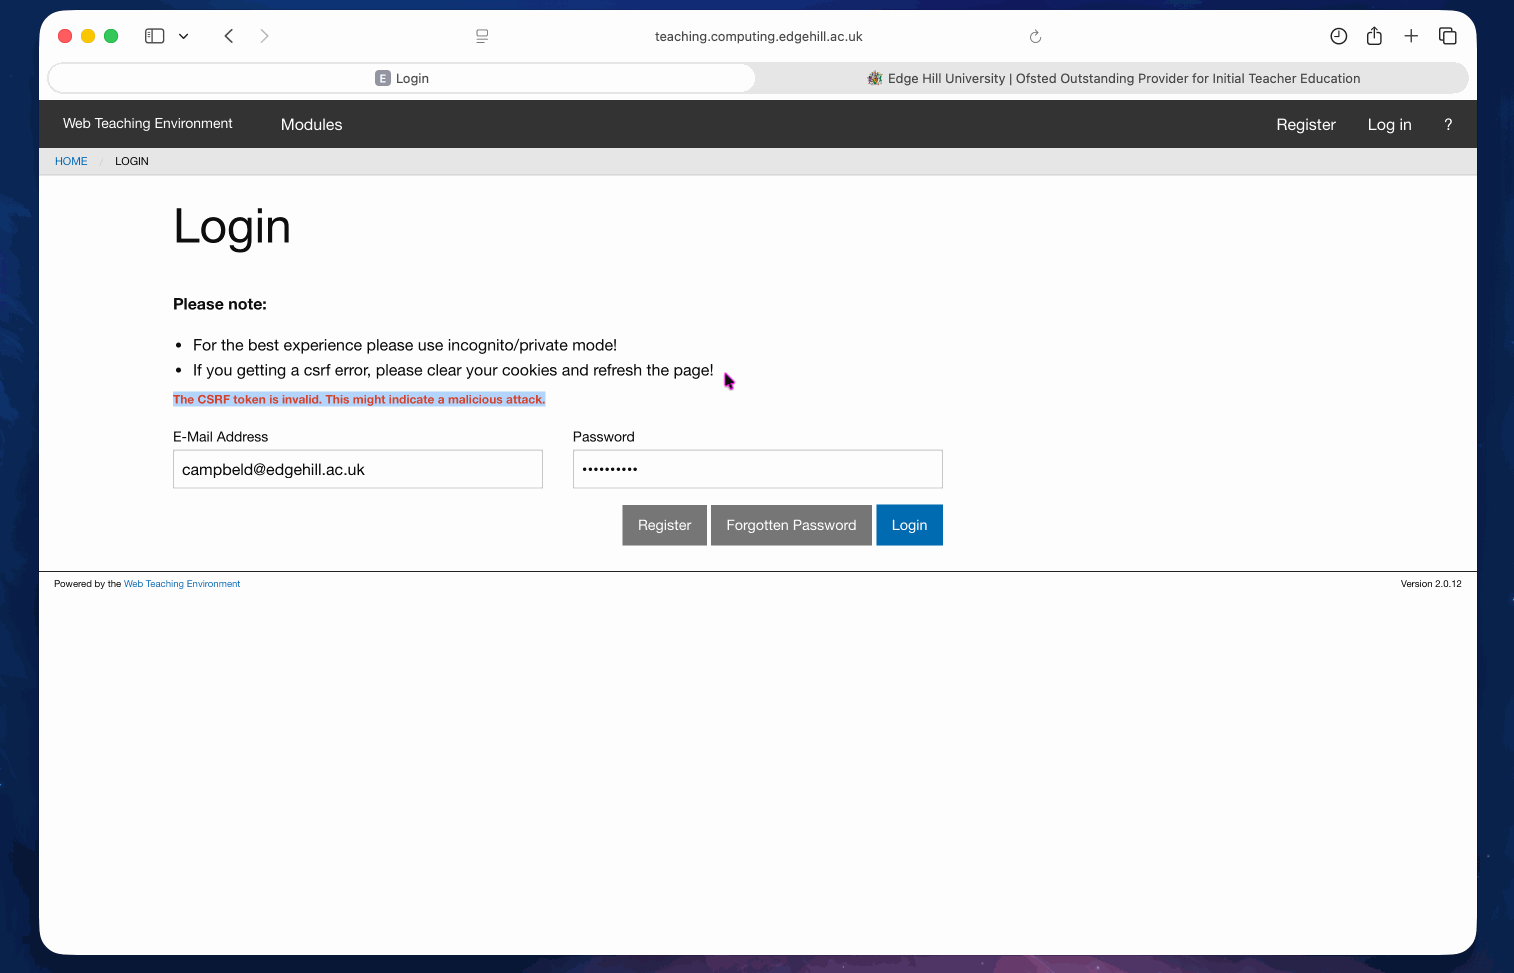 teaching.computing.edgehill.ac.uk
E Login
Edge Hill University | Ofsted Outstanding Provider for Initial Teacher Education
Web Teaching Environment Modules Register Log in ?
HOME / LOGIN
Login
Please note:
• For the best experience please use incognito/private mode!
• If you getting a csrf error, please clear your cookies and refresh the page!
The CSRF token is invalid. This might indicate a malicious attack.
E-Mail Address Password
campbeld@edgehill.ac.uk ••••••••••
Register Forgotten Password Login
Powered by the Web Teaching Environment Version 2.0.12